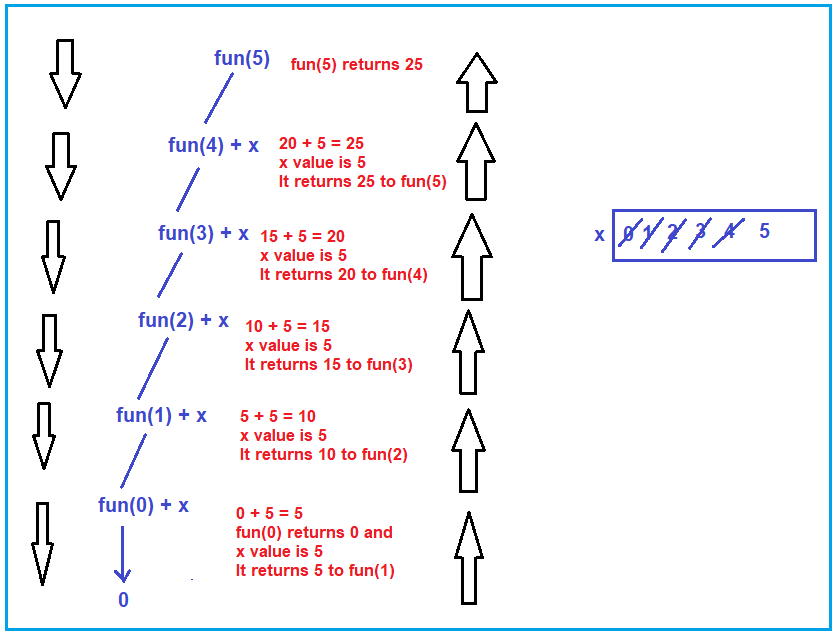 fun(5)
fun(5) returns 25
fun(4) + x
20 + 5 = 25
x value is 5
It returns 25 to fun(5)
fun(3) + x
15 + 5 = 20
x value is 5
It returns 20 to fun(4)
fun(2) + x
10 + 5 = 15
x value is 5
It returns 15 to fun(3)
fun(1) + x
5 + 5 = 10
x value is 5
It returns 10 to fun(2)
fun(0) + x
0 + 5 = 5
fun(0) returns 0 and
x value is 5
It returns 5 to fun(1)
0
x 0 1 2 3 4 5